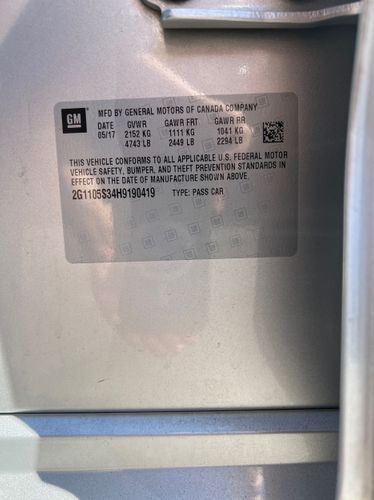 GM
MFD BY GENERAL MOTORS OF CANADA COMPANY
DATE GVWR GAWR FRT GAWR RR
05/17 2152 KG 1111 KG 1041 KG
4743 LB 2449 LB 2294 LB
THIS VEHICLE CONFORMS TO ALL APPLICABLE U.S. FEDERAL MOTOR
VEHICLE SAFETY, BUMPER, AND THEFT PREVENTION STANDARDS IN
EFFECT ON THE DATE OF MANUFACTURE SHOWN ABOVE.
2G1105S34H9190419 TYPE: PASS CAR